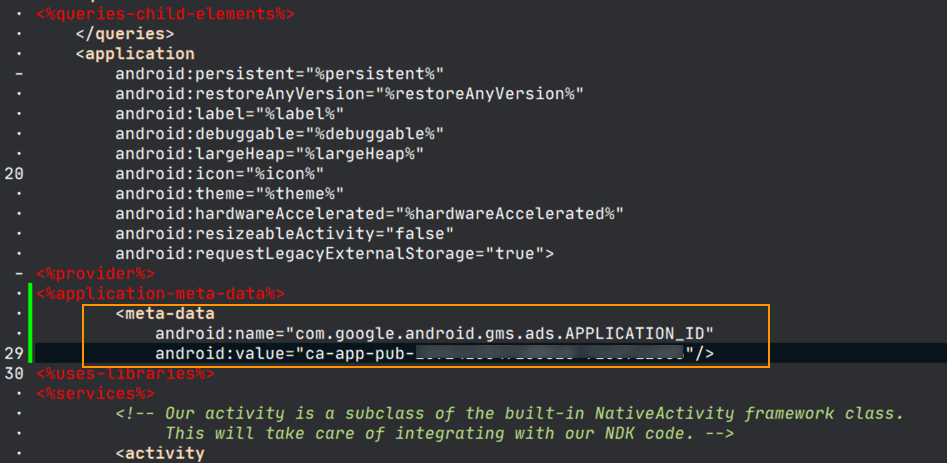 <%queries-child-elements%>
</queries>
<application
android:persistent="%persistent%"
android:restoreAnyVersion="%restoreAnyVersion%"
android:label="%label%"
android:debuggable="%debuggable%"
android:largeHeap="%largeHeap%"
20 android:icon="%icon%"
android:theme="%theme%"
android:hardwareAccelerated="%hardwareAccelerated%"
android:resizeableActivity="false"
android:requestLegacyExternalStorage="true">
<%provider%>
<%application-meta-data%>
<meta-data
android:name="com.google.android.gms.ads.APPLICATION_ID"
29 android:value="ca-app-pub- "/>
30 <%uses-libraries%>
<%services%>
<!-- Our activity is a subclass of the built-in NativeActivity framework class.
This will take care of integrating with our NDK code. -->
<activity